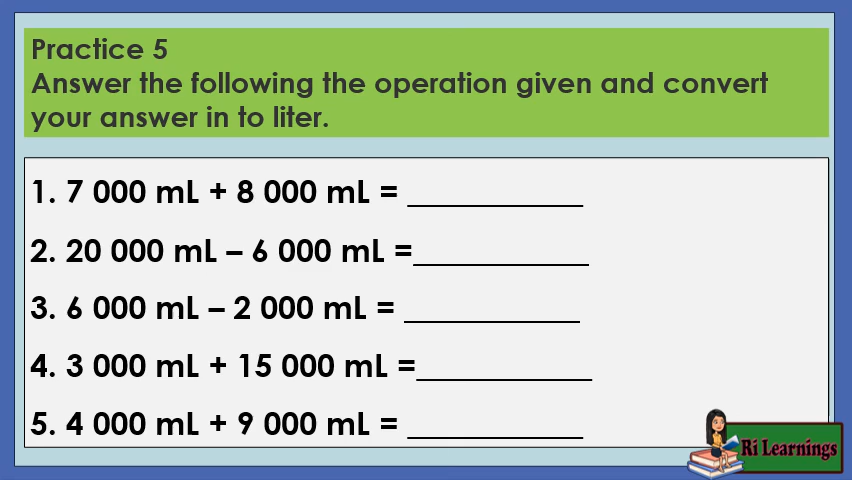 Practice 5
Answer the following the operation given and convert
your answer in to liter.
1. 7 000 mL + 8 000 mL = ___________
2. 20 000 mL – 6 000 mL =___________
3. 6 000 mL – 2 000 mL = ___________
4. 3 000 mL + 15 000 mL =___________
5. 4 000 mL + 9 000 mL = ___________
Ri Learnings